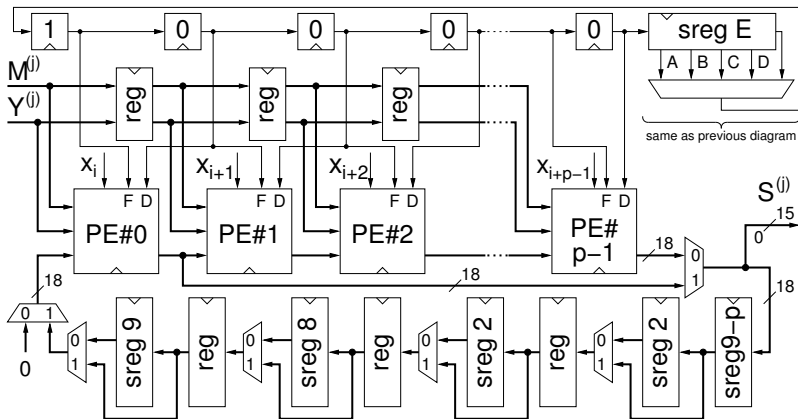 1 0 0 0 0 sreg E
A B C D
M(j)
Y(j)
reg reg reg
same as previous diagram
xi xi+1 xi+2 xi+p-1
F D F D F D F D
PE#0 PE#1 PE#2 PE# p-1
S(j)
15
0
18
0
1
18
18
18
0 1
0
0
1
sreg 9
reg
0
1
sreg 8
reg
0
1
sreg 2
reg
0
1
sreg 2
sreg9-p